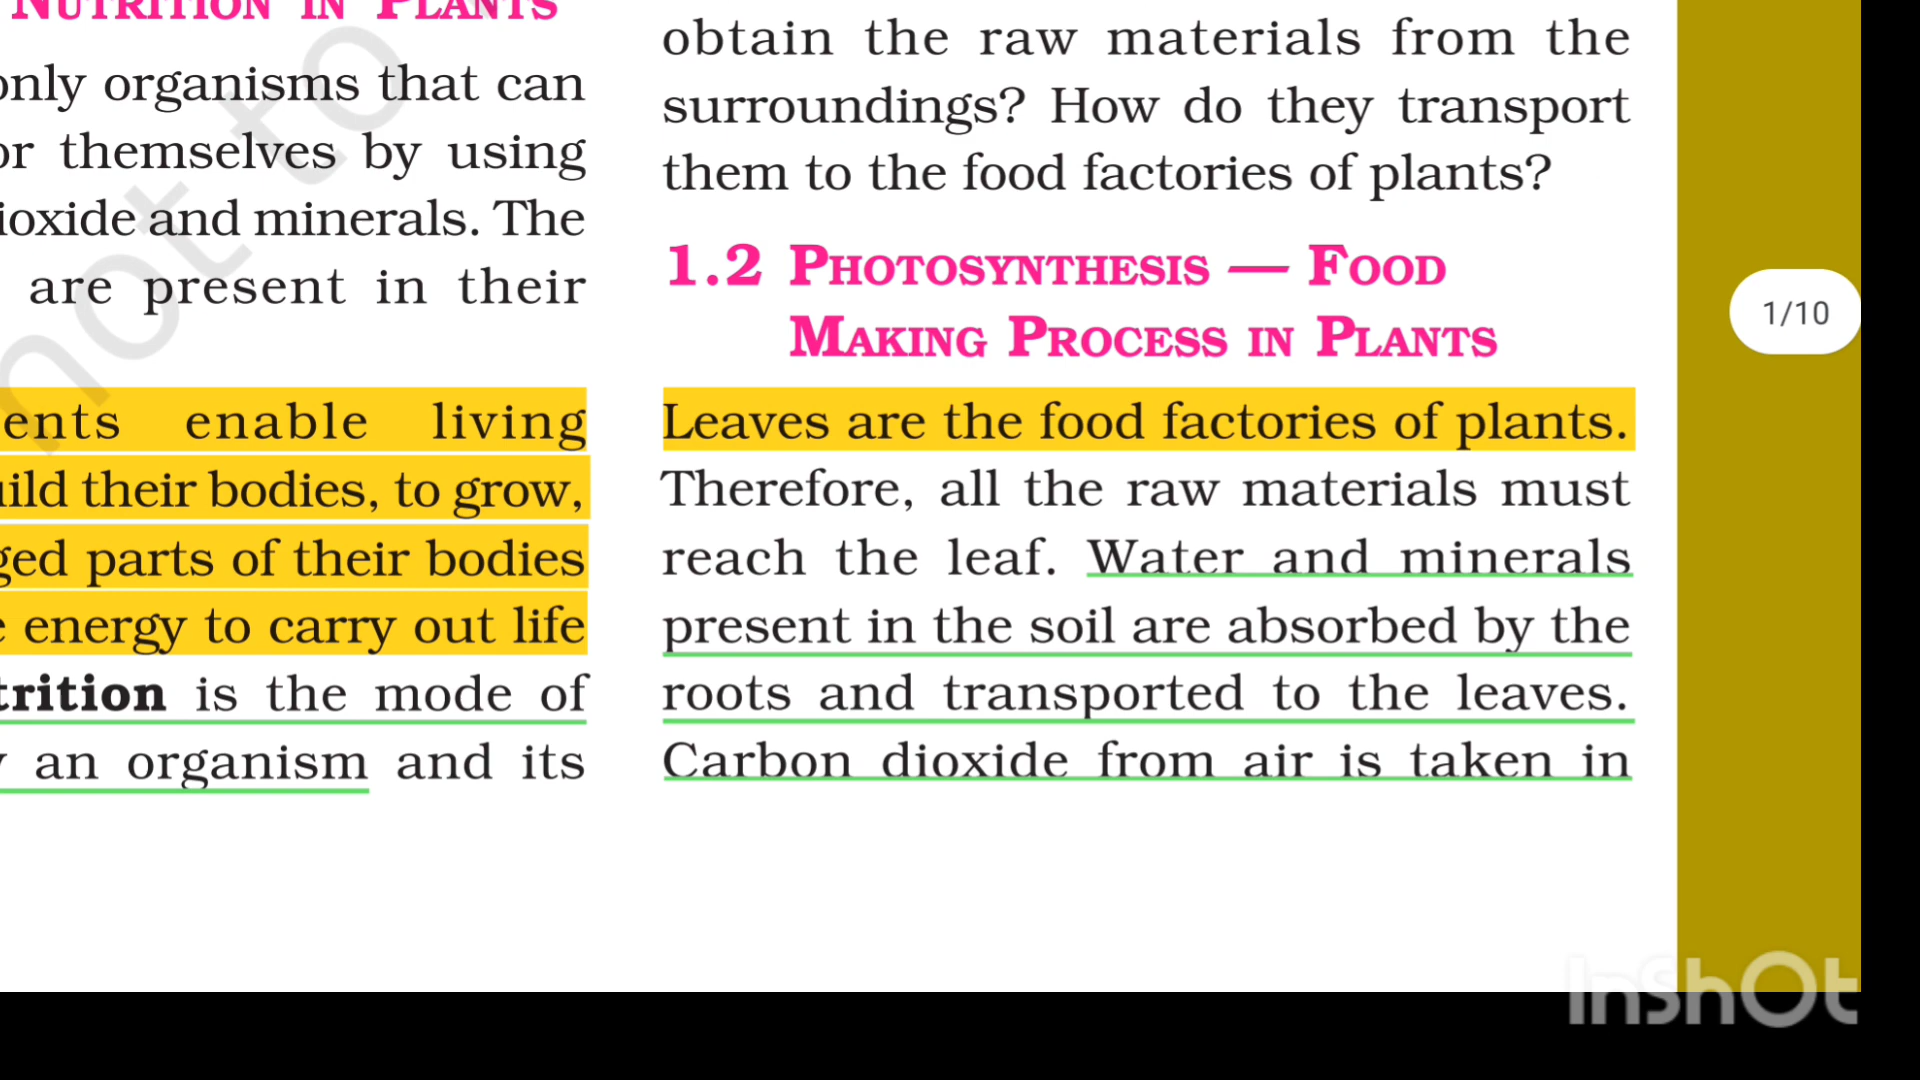 NUTRITION IN PLANTS
only organisms that can
or themselves by using
ioxide and minerals. The
are present in their
ents enable living
uild their bodies, to grow,
ged parts of their bodies
e energy to carry out life
trition is the mode of
y an organism and its
obtain the raw materials from the
surroundings? How do they transport
them to the food factories of plants?
1.2 PHOTOSYNTHESIS — FOOD
MAKING PROCESS IN PLANTS
Leaves are the food factories of plants.
Therefore, all the raw materials must
reach the leaf. Water and minerals
present in the soil are absorbed by the
roots and transported to the leaves.
Carbon dioxide from air is taken in
not to
1/10
InShOt